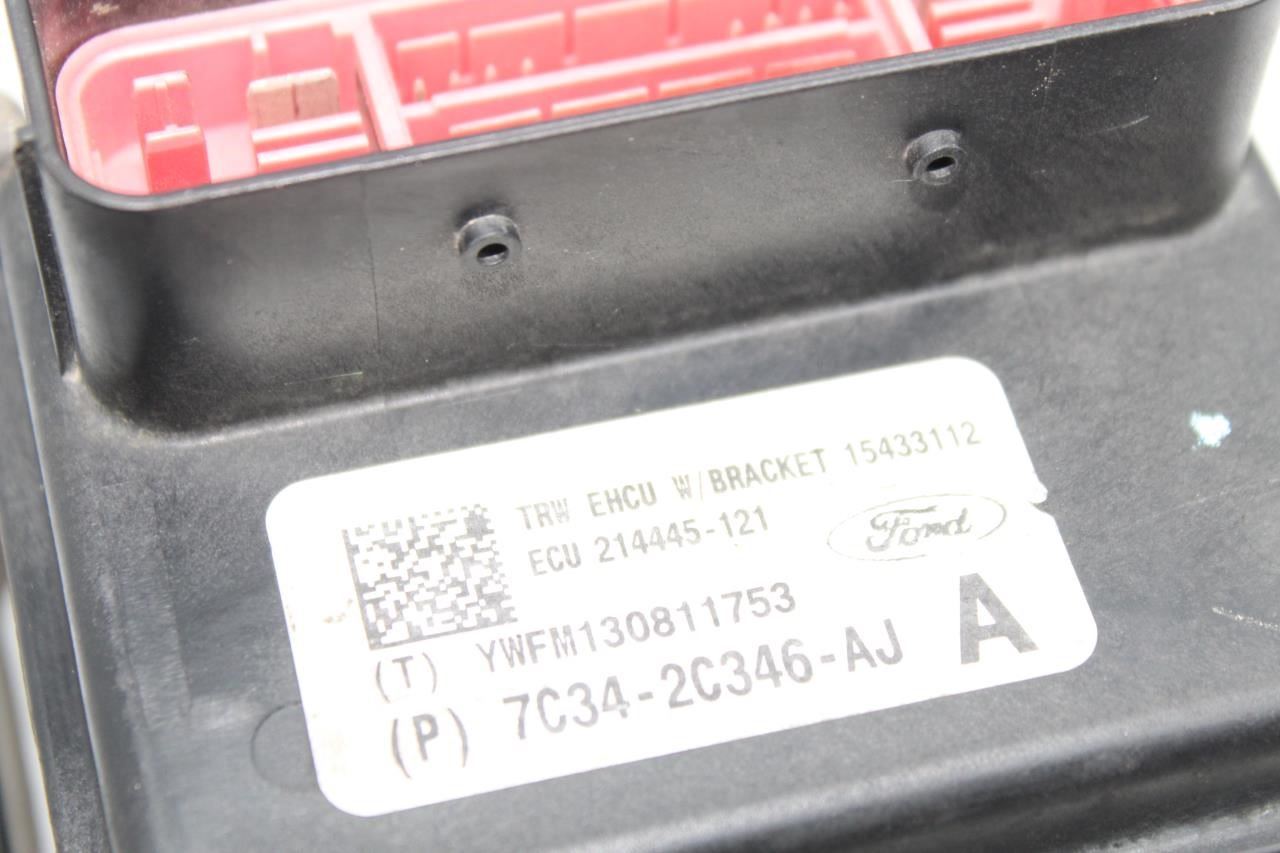 TRW EHCU W/BRACKET 15433112
ECU 214445-121
Ford
(T) YWFM130811753
(P) 7C34-2C346-AJ A